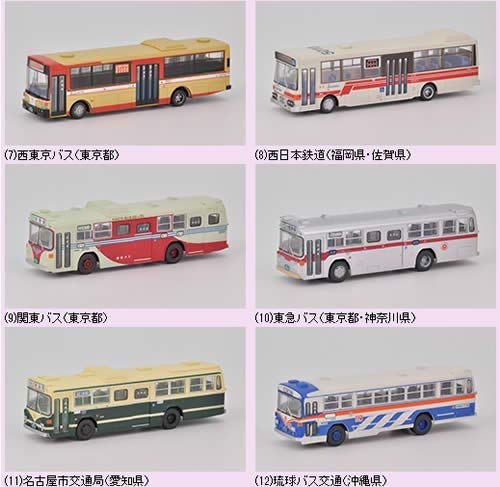 (7)西東京バス(東京都)
(8)西日本鉄道(福岡県・佐賀県)
(9)関東バス(東京都)
(10)東急バス(東京都・神奈川県)
(11)名古屋市交通局(愛知県)
(12)琉球バス交通(沖縄県)